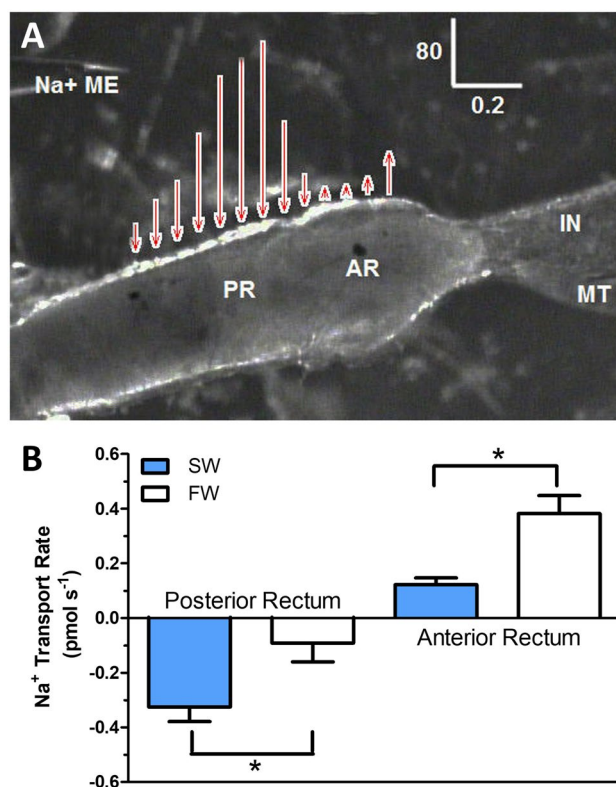 A
Na+ ME
80
0.2
IN
AR
PR
MT
B
SW
FW
0.6
0.4
0.2
0.0
-0.2
-0.4
-0.6
Na⁺ Transport Rate
(pmol s⁻¹)
Posterior Rectum
Anterior Rectum
*
*